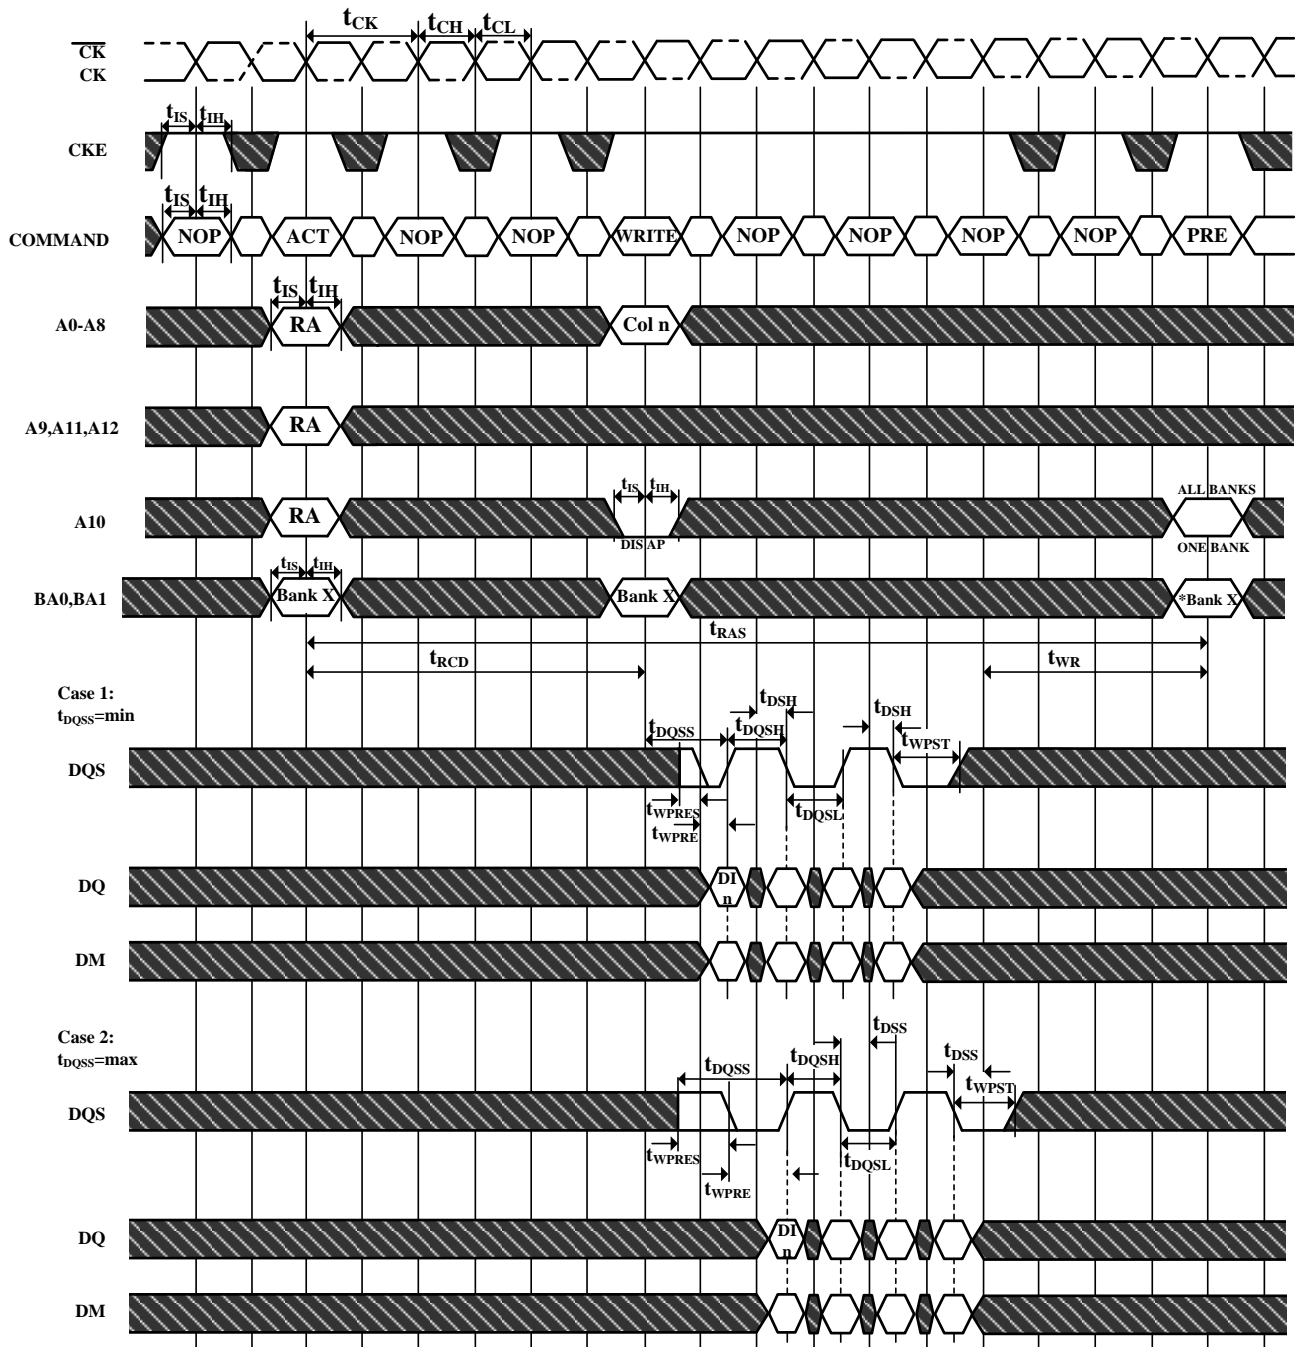 tCK tCH tCL
CK
CK
tIS tIH
CKE
tIS tIH
COMMAND NOP ACT NOP NOP WRITE NOP NOP NOP NOP PRE
tIS tIH
A0-A8 RA Col n
A9,A11,A12 RA
tIS tIH ALL BANKS
A10 RA
DIS AP ONE BANK
tIS tIH
BA0,BA1 Bank X Bank X *Bank X
tRAS
tRCD tWR
Case 1:
tDQSS=min
tDSH tDSH
tDQSS tDQSH tWPST
DQS
tWPRES tDQSL
tWPRE
DQ DI
n
DM
Case 2:
tDQSS=max
tDSS
tDQSS tDQSH tDSS
tWPST
DQS
tWPRES tDQSL
tWPRE
DQ DI
n
DM